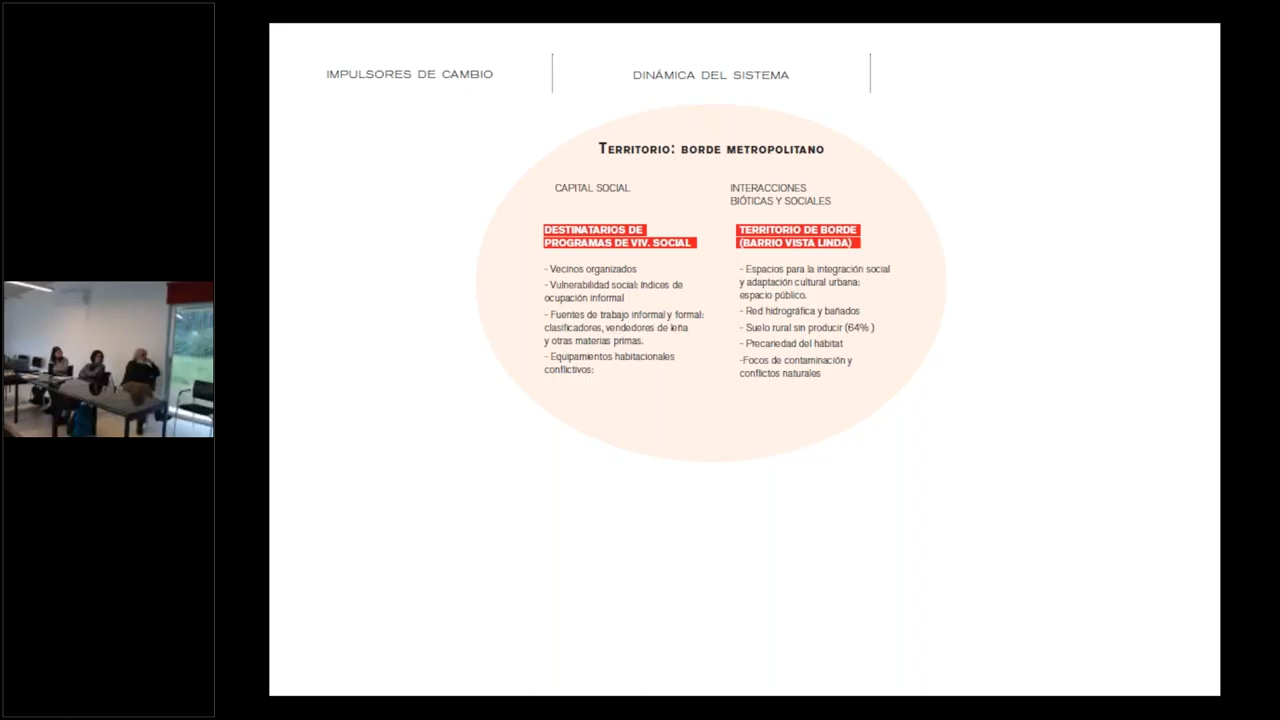 IMPULSORES DE CAMBIO
DINÁMICA DEL SISTEMA
TERRITORIO: BORDE METROPOLITANO
CAPITAL SOCIAL
DESTINATARIOS DE
PROGRAMAS DE VIV. SOCIAL
- Vecinos organizados
- Vulnerabilidad social: índices de
ocupación informal
- Fuentes de trabajo informal y formal:
clasificadores, vendedores de leña
y otras materias primas.
- Equipamientos habitacionales
conflictivos:
INTERACCIONES
BIÓTICAS Y SOCIALES
TERRITORIO DE BORDE
(BARRIO VISTA LINDA)
- Espacios para la integración social
y adaptación cultural urbana:
espacio público.
- Red hidrográfica y bañados
- Suelo rural sin producir (64% )
- Precariedad del hábitat
-Focos de contaminación y
conflictos naturales